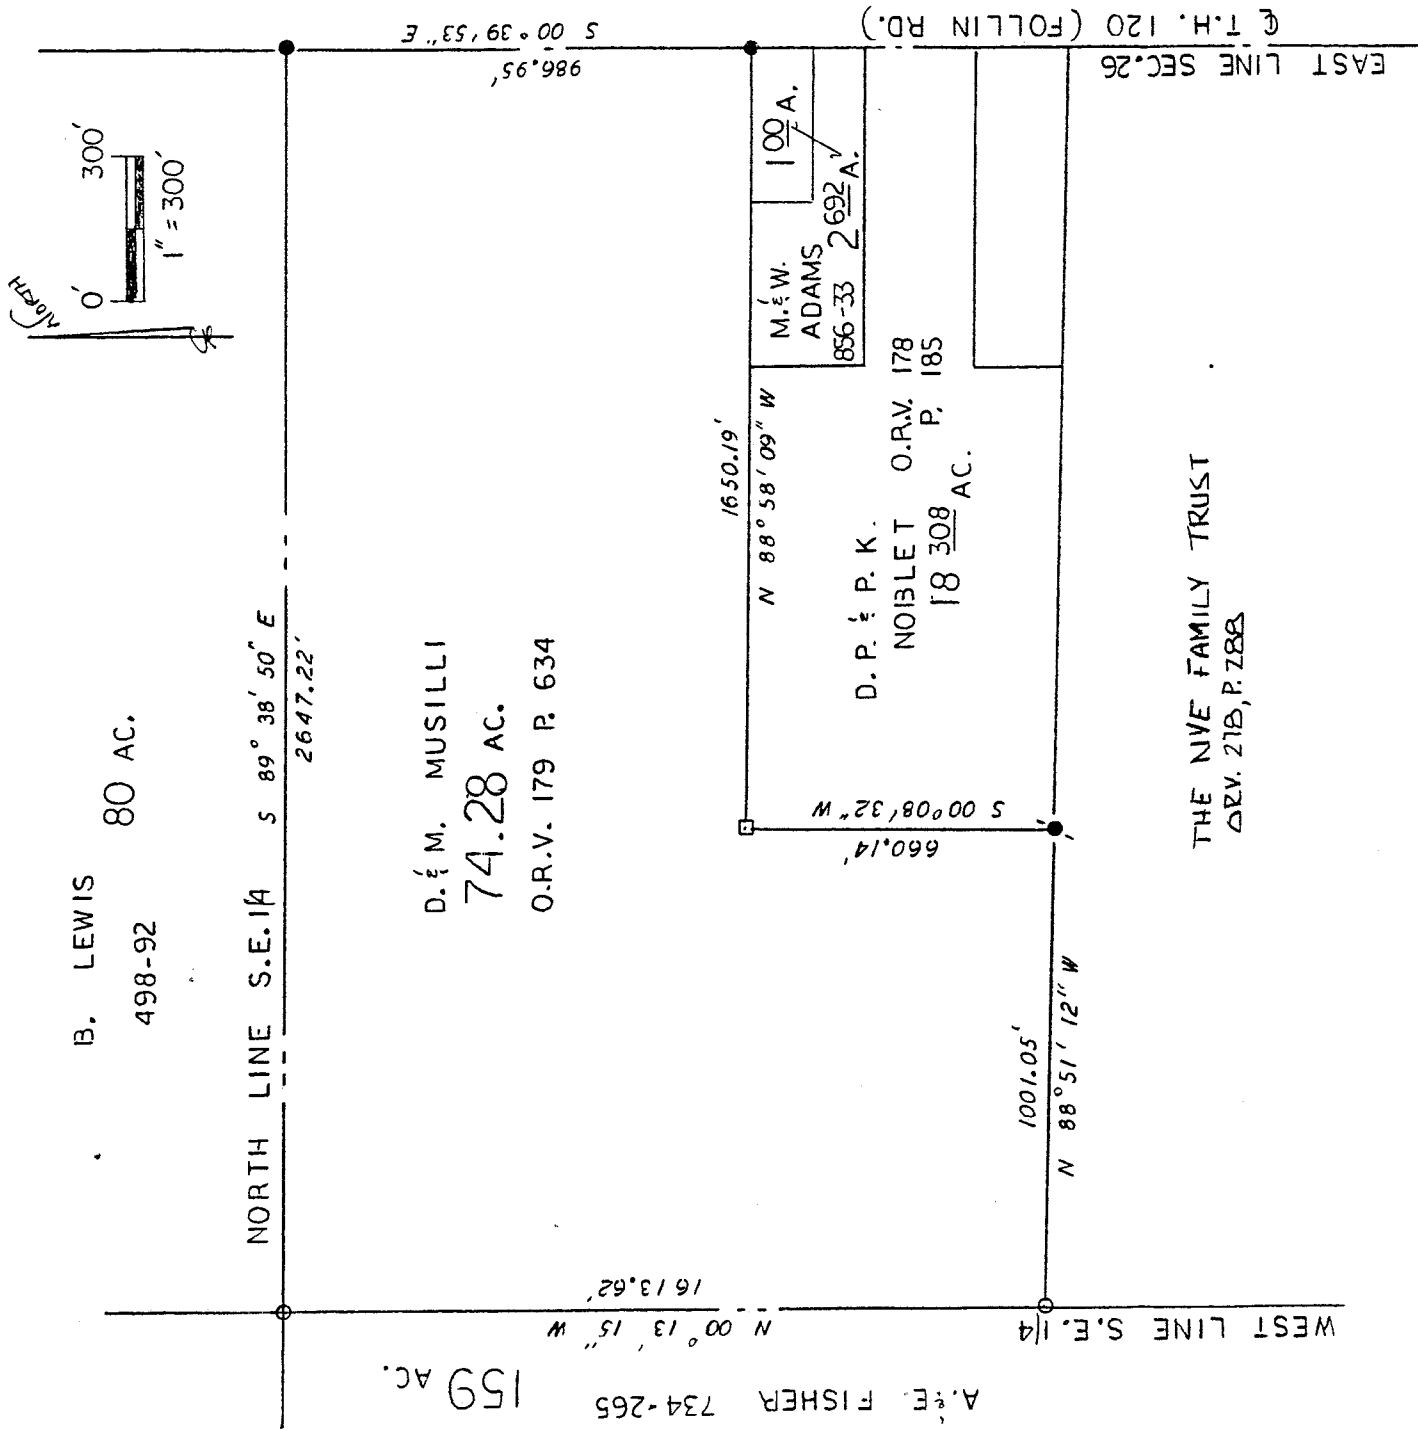 NORTH
0' 300'
1" = 300'
B. LEWIS 80 AC.
498-92
NORTH LINE S.E. 1/4 S 89° 38' 50" E
2647.22'
S 00° 39' 53" E
986.95'
℄ T.H. 120 (FOLLIN RD.)
EAST LINE SEC. 26
D. & M. MUSILLI
74.28 AC.
O.R.V. 179 P. 634
1650.19'
N 88° 58' 09" W
M. & W.
ADAMS
856-33 2 692 A.
1 00 A.
D. P. & P. K.
NOBLET O.R.V. 178
P. 185
18 308 AC.
S 00° 08' 32" W
660.14'
1001.05'
N 88° 51' 12" W
THE NYE FAMILY TRUST
ORV. 278, P. 288
1613.62'
N 00° 13' 15" W
WEST LINE S.E. 1/4
A. & E. FISHER 734-265 159 AC.